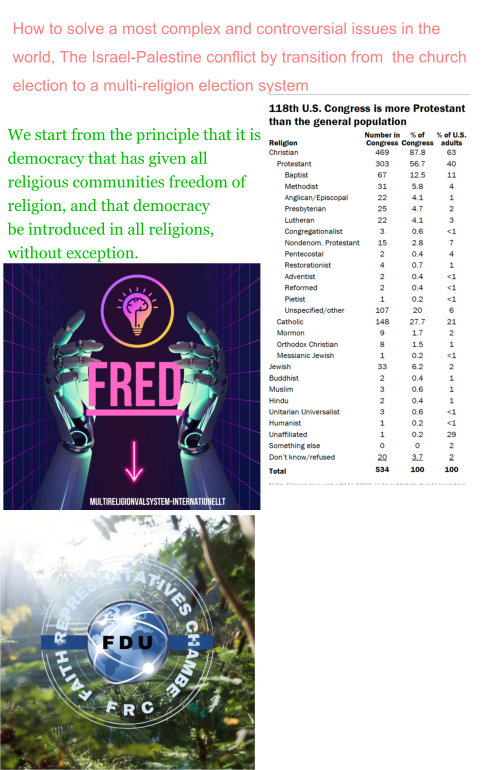 How to solve a most complex and controversial issues in the
world, The Israel-Palestine conflict by transition from the church
election to a multi-religion election system
We start from the principle that it is
democracy that has given all
religious communities freedom of
religion, and that democracy
be introduced in all religions,
without exception.
118th U.S. Congress is more Protestant
than the general population
Number in % of % of U.S.
Religion Congress Congress adults
Christian 469 87.8 63
Protestant 303 56.7 40
Baptist 67 12.5 11
Methodist 31 5.8 4
Anglican/Episcopal 22 4.1 1
Presbyterian 25 4.7 2
Lutheran 22 4.1 3
Congregationalist 3 0.6 <1
Nondenom. Protestant 15 2.8 7
Pentecostal 2 0.4 4
Restorationist 4 0.7 1
Adventist 2 0.4 <1
Reformed 2 0.4 <1
Pietist 1 0.2 <1
Unspecified/other 107 20 6
Catholic 148 27.7 21
Mormon 9 1.7 2
Orthodox Christian 8 1.5 1
Messianic Jewish 1 0.2 <1
Jewish 33 6.2 2
Buddhist 2 0.4 1
Muslim 3 0.6 1
Hindu 2 0.4 1
Unitarian Universalist 3 0.6 <1
Humanist 1 0.2 <1
Unaffiliated 1 0.2 29
Something else 0 0 2
Don't know/refused 20 3.7 2
Total 534 100 100
FRED
MULTIRELIGIONVALSYSTEM-INTERNATIONELLT
FAITH REPRESENTATIVES CHAMBE
FDU
FRC